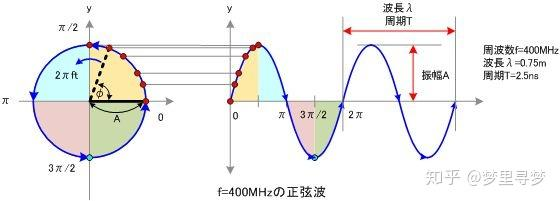 y
y
波長λ
周期T
π/2
2πft
φ
A
π
0
3π/2
0
π
3π/2
2π
振幅A
周波数f=400MHz
波長λ=0.75m
周期T=2.5ns
f=400MHzの正弦波
知乎 @梦里寻梦